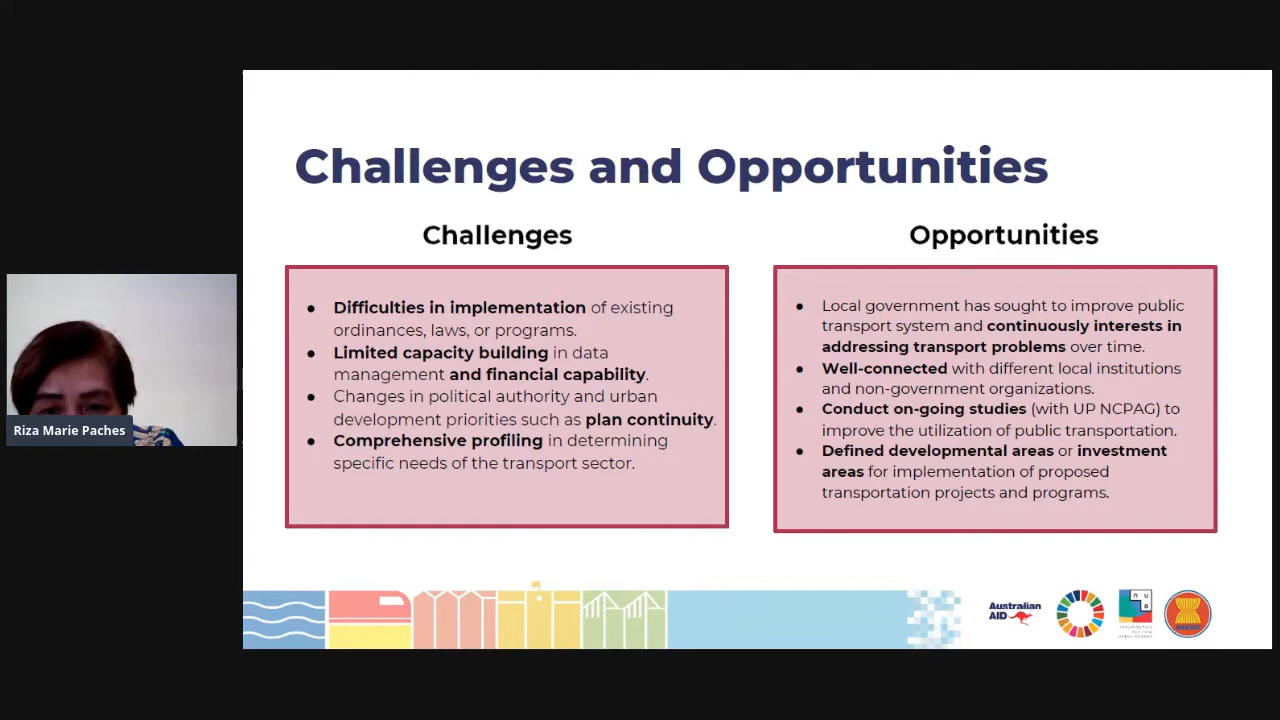 Challenges and Opportunities
Challenges
● Difficulties in implementation of existing
ordinances, laws, or programs.
● Limited capacity building in data
management and financial capability.
● Changes in political authority and urban
development priorities such as plan continuity.
● Comprehensive profiling in determining
specific needs of the transport sector.
Opportunities
● Local government has sought to improve public
transport system and continuously interests in
addressing transport problems over time.
● Well-connected with different local institutions
and non-government organizations.
● Conduct on-going studies (with UP NCPAG) to
improve the utilization of public transportation.
● Defined developmental areas or investment
areas for implementation of proposed
transportation projects and programs.
Riza Marie Paches
Australian
AID
N U
A